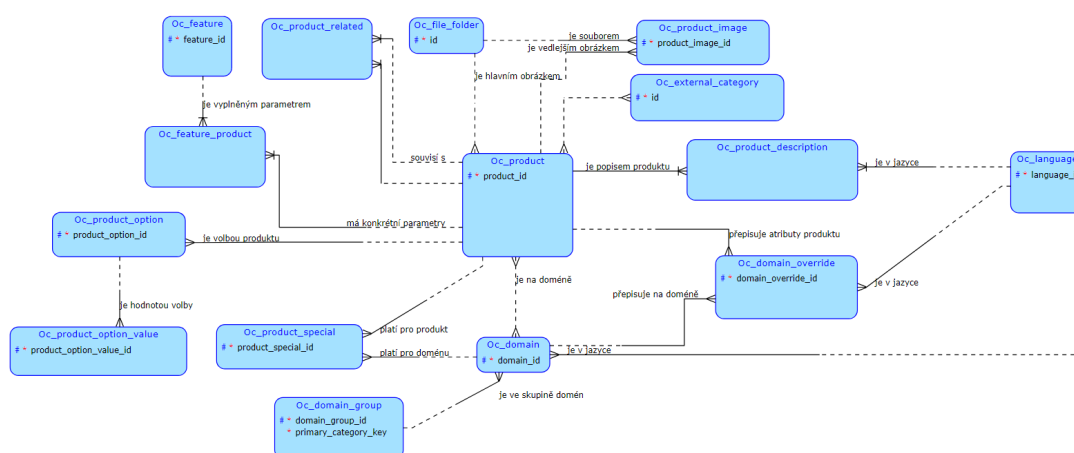 Oc_feature
# * feature_id
Oc_product_related
Oc_file_folder
# * id
Oc_product_image
# * product_image_id
je souborem
je vedlejším obrázkem
je hlavním obrázkem
Oc_external_category
# * id
je vyplněným parametrem
Oc_feature_product
souvisí s
Oc_product
# * product_id
je popisem produktu
Oc_product_description
je v jazyce
Oc_language
# * language_
Oc_product_option
# * product_option_id
je volbou produktu
má konkrétní parametry
přepisuje atributy produktu
Oc_domain_override
# * domain_override_id
je v jazyce
je na doméně
přepisuje na doméně
je hodnotou volby
Oc_product_option_value
# * product_option_value_id
Oc_product_special
# * product_special_id
platí pro produkt
platí pro doménu
Oc_domain
# * domain_id
je v jazyce
je ve skupině domén
Oc_domain_group
# * domain_group_id
* primary_category_key